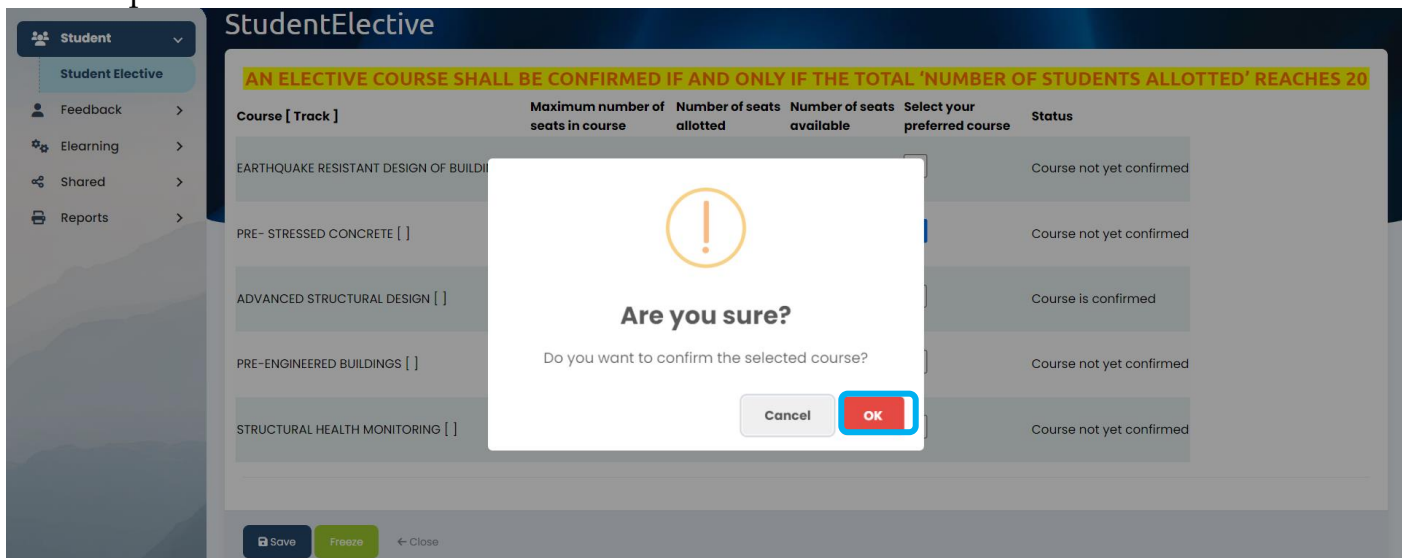 StudentElective
Student
Student Elective
Feedback
Elearning
Shared
Reports
AN ELECTIVE COURSE SHALL BE CONFIRMED IF AND ONLY IF THE TOTAL 'NUMBER OF STUDENTS ALLOTTED' REACHES 20
Course [ Track ] Maximum number of seats in course Number of seats allotted Number of seats available Select your preferred course Status
EARTHQUAKE RESISTANT DESIGN OF Course not yet confirmed
PRE- STRESSED CONCRETE [ ] Course not yet confirmed
ADVANCED STRUCTURAL DESIGN [ ] Course is confirmed
PRE-ENGINEERED BUILDINGS [ ] Course not yet confirmed
STRUCTURAL HEALTH MONITORING [ ] Course not yet confirmed
!
Are you sure?
Do you want to confirm the selected course?
Cancel OK
Save Freeze ← Close